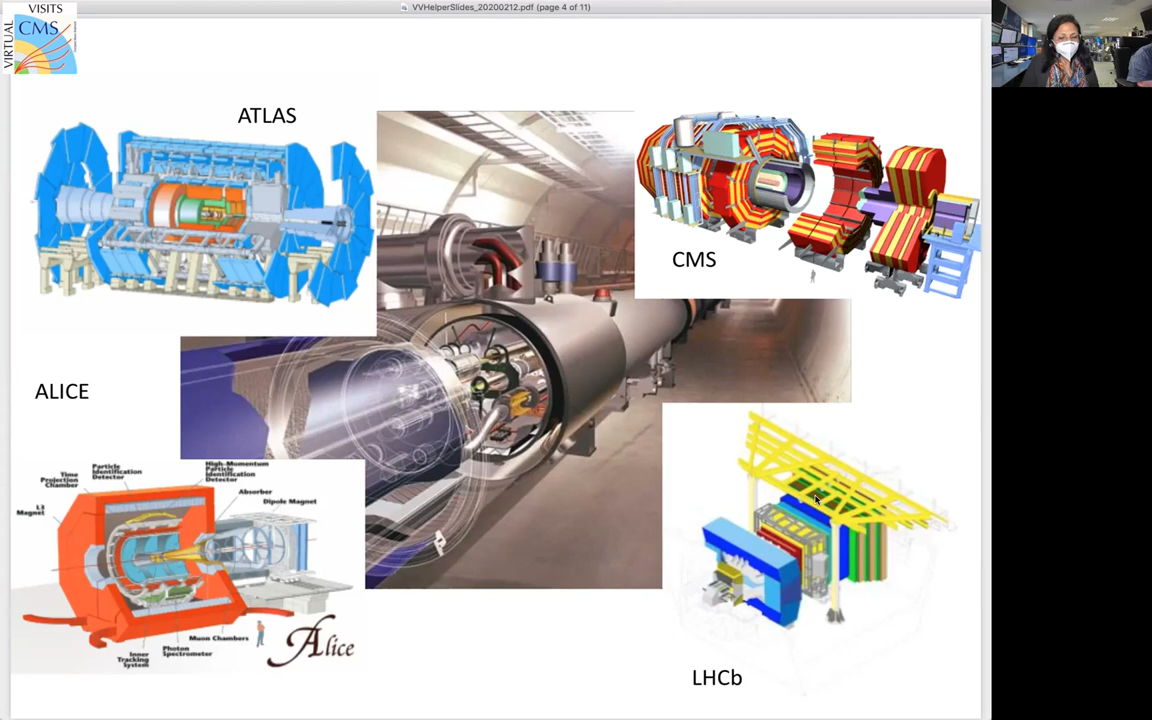 VVHelperSlides_20200212.pdf (page 4 of 11)
VISITS
VIRTUAL
CMS
ATLAS
CMS
ALICE
Time
Projection
Chamber
Particle
Identification
Detector
High-Momentum
Particle
Identification
Detector
Absorber
Dipole Magnet
L3
Magnet
Muon Chambers
Photon
Spectrometer
Inner
Tracking
System
Alice
LHCb